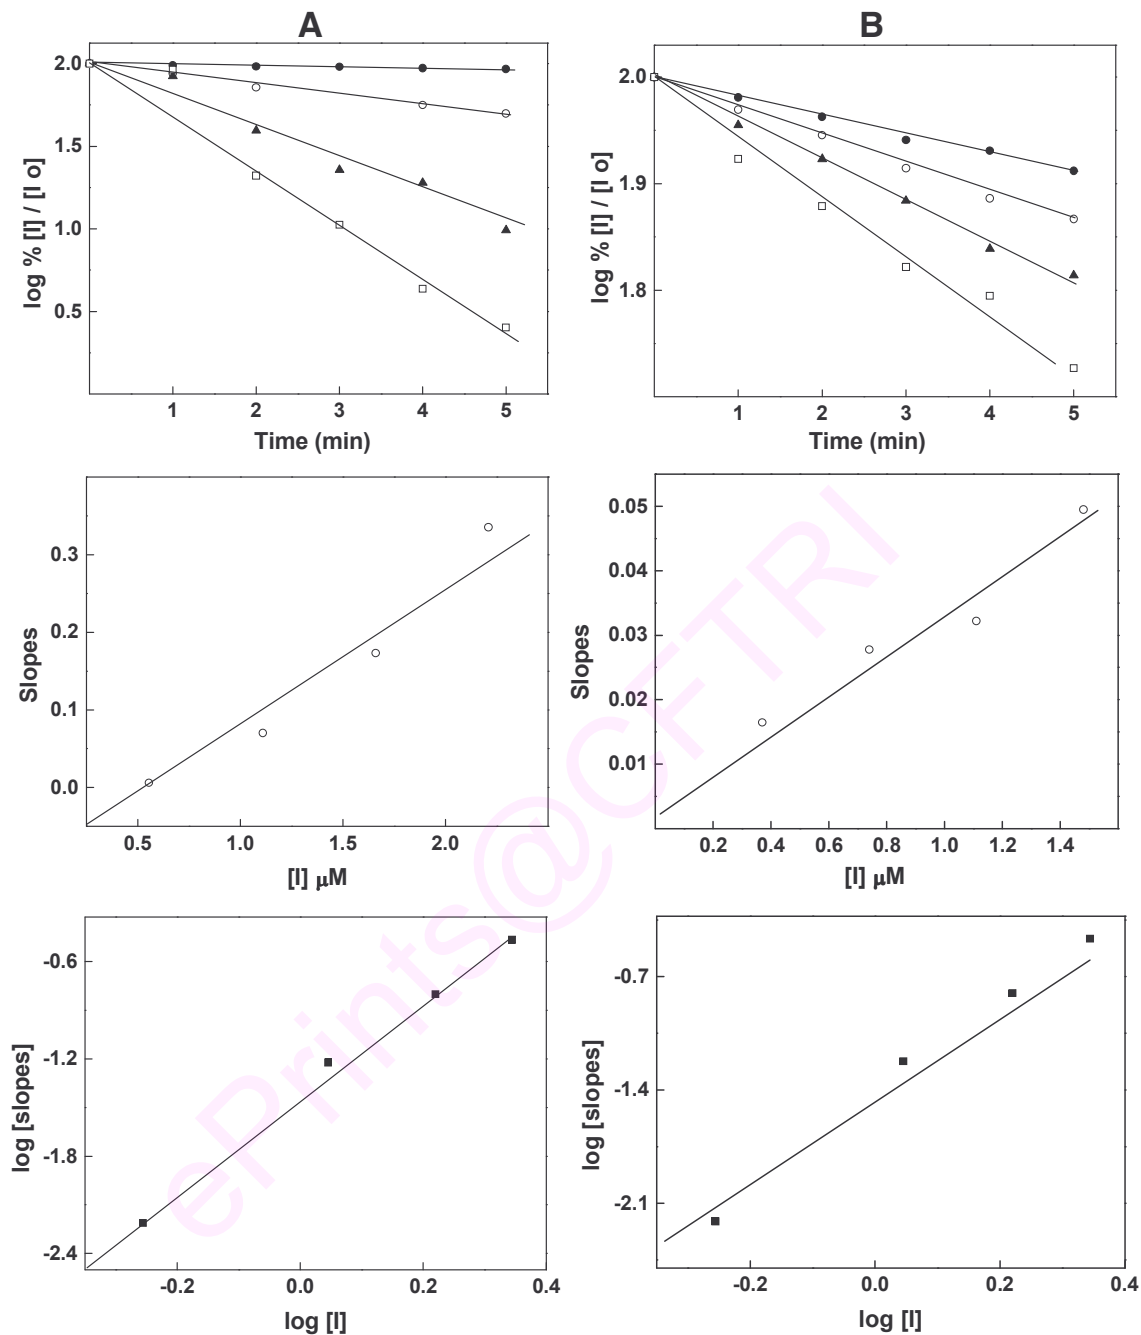 A
B
2.0
1.5
1.0
0.5
log % [I] / [I o]
1 2 3 4 5
Time (min)
2.0
1.9
1.8
log % [I] / [I o]
1 2 3 4 5
Time (min)
0.3
0.2
0.1
0.0
Slopes
0.5 1.0 1.5 2.0
[I] μM
0.05
0.04
0.03
0.02
0.01
Slopes
0.2 0.4 0.6 0.8 1.0 1.2 1.4
[I] μM
-0.6
-1.2
-1.8
-2.4
log [slopes]
-0.2 0.0 0.2 0.4
log [I]
-0.7
-1.4
-2.1
log [slopes]
-0.2 0.0 0.2 0.4
log [I]
ePrints@CFTRI